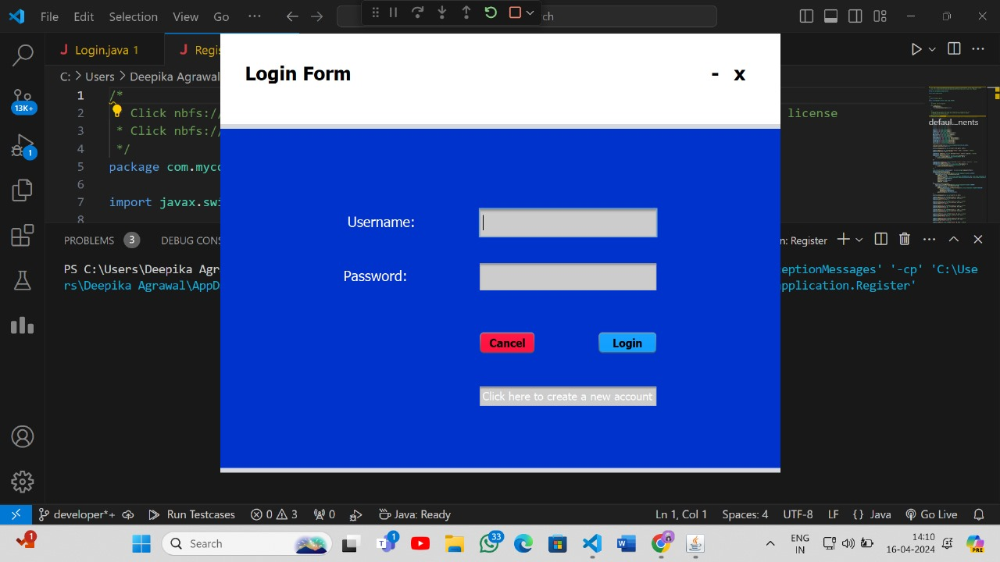 File Edit Selection View Go ··· ch
Login.java 1 Regis
C: > Users > Deepika Agrawal
Login Form - x
1 /*
2 Click nbfs:// license
3 * Click nbfs://
4 */
5 package com.myco
6
7 import javax.swi
8
defaul...nents
13K+
1
Username:
Password:
Cancel Login
Click here to create a new account
PROBLEMS 3 DEBUG CONS n: Register
PS C:\Users\Deepika Agr eptionMessages' '-cp' 'C:\Use
rs\Deepika Agrawal\AppD pplication.Register'
developer*+ Run Testcases 0 3 0 Java: Ready Ln 1, Col 1 Spaces: 4 UTF-8 LF {} Java Go Live
1 Search 1 33 ENG
IN 14:10
16-04-2024 PRE